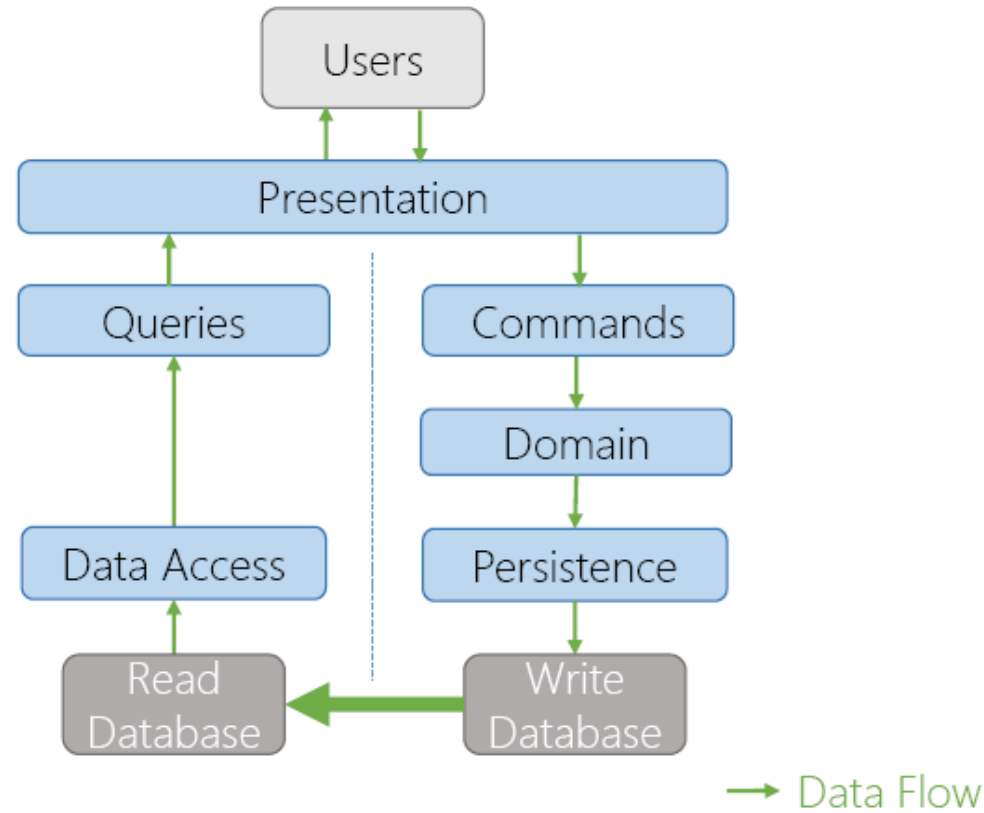 Users
Presentation
Queries
Commands
Domain
Data Access
Persistence
Read
Database
Write
Database
Data Flow